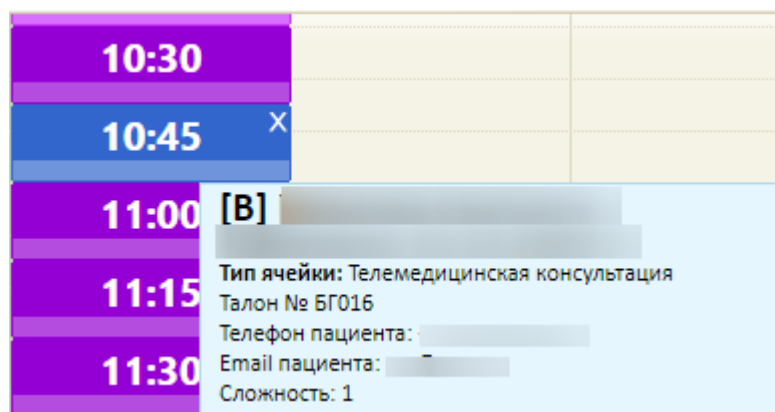 10:30
10:45 X
11:00
[В]
Тип ячейки: Телемедицинская консультация
11:15
Талон № БГ016
Телефон пациента:
11:30
Email пациента:
Сложность: 1